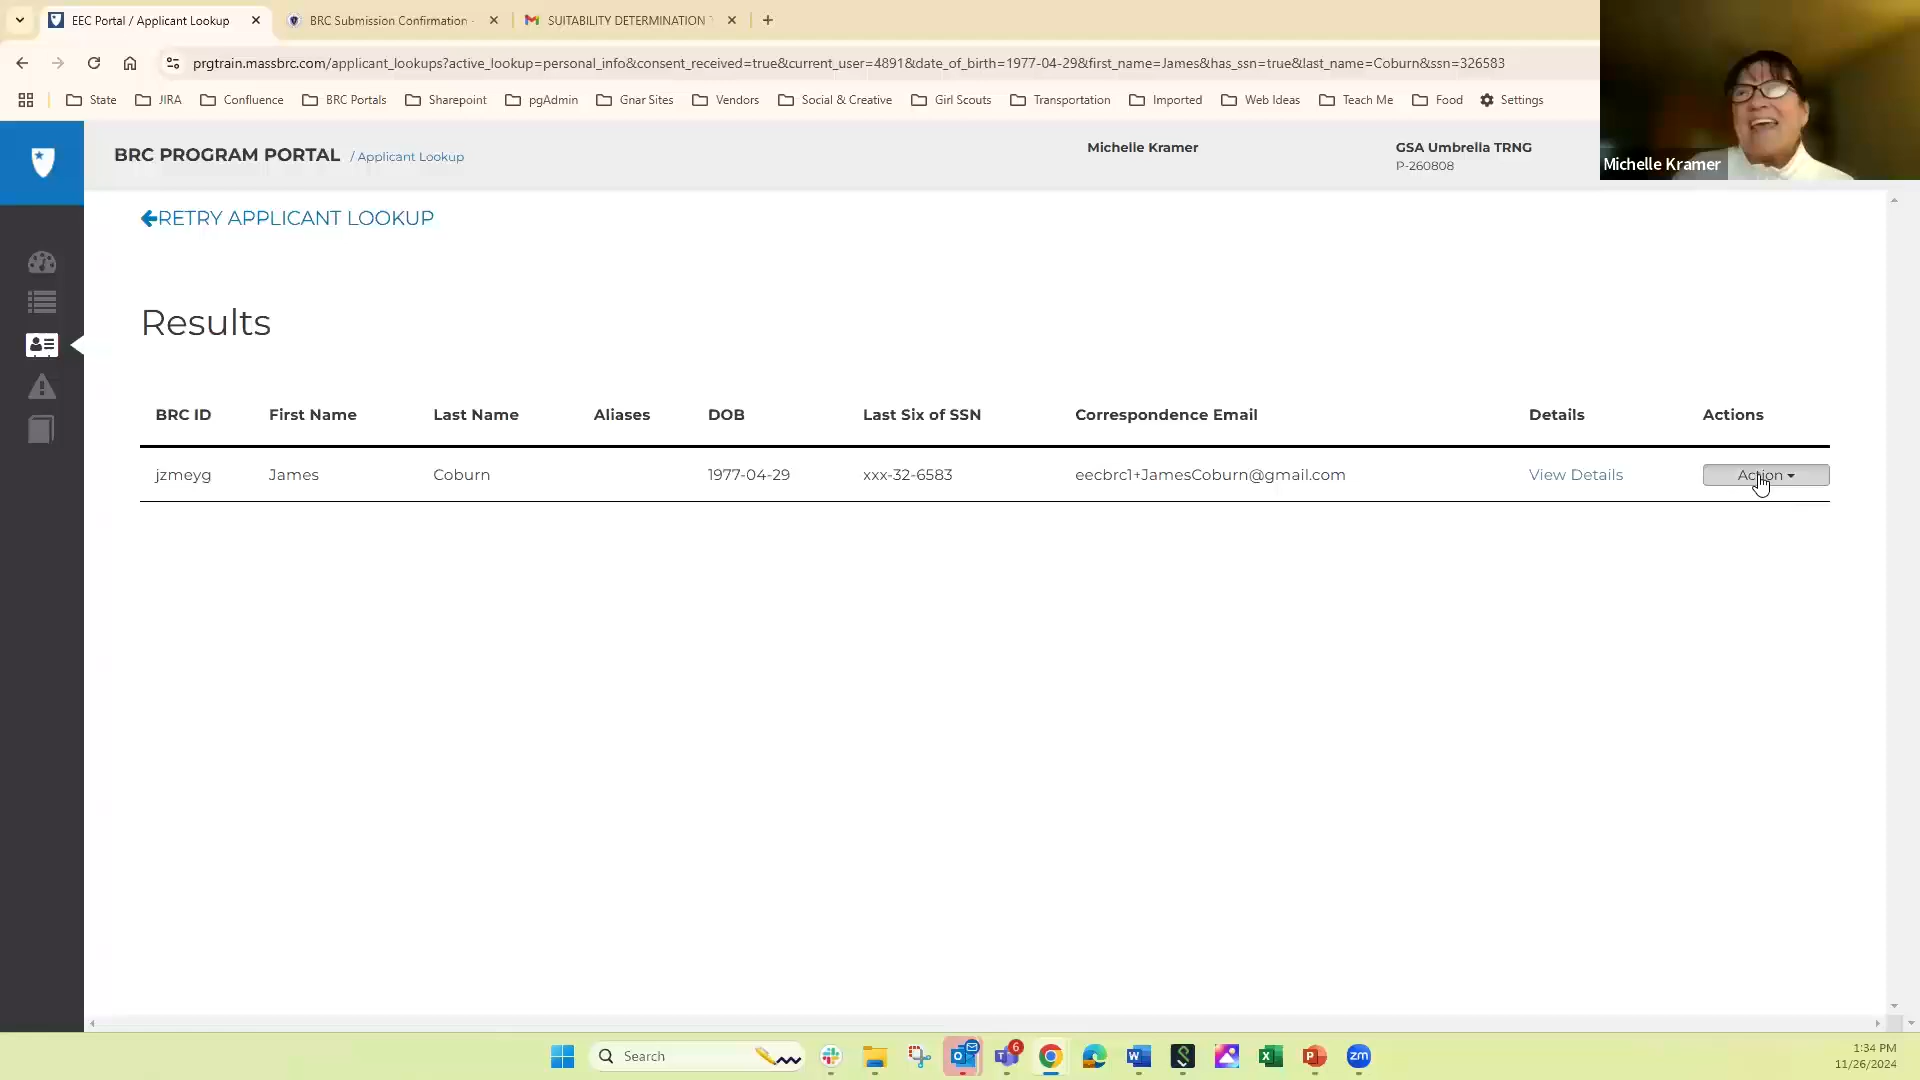 EEC Portal / Applicant Lookup
BRC Submission Confirmation -
SUITABILITY DETERMINATION
prgtrain.massbrc.com/applicant_lookups?active_lookup=personal_info&consent_received=true&current_user=4891&date_of_birth=1977-04-29&first_name=James&has_ssn=true&last_name=Coburn&ssn=326583
State JIRA Confluence BRC Portals Sharepoint pgAdmin Gnar Sites Vendors Social & Creative Girl Scouts Transportation Imported Web Ideas Teach Me Food Settings
BRC PROGRAM PORTAL / Applicant Lookup
Michelle Kramer
GSA Umbrella TRNG
P-260808
Michelle Kramer
RETRY APPLICANT LOOKUP
Results
BRC ID First Name Last Name Aliases DOB Last Six of SSN Correspondence Email Details Actions
jzmeyg James Coburn 1977-04-29 xxx-32-6583 eecbrc1+JamesCoburn@gmail.com View Details Action
Search
6
zm
1:34 PM
11/26/2024